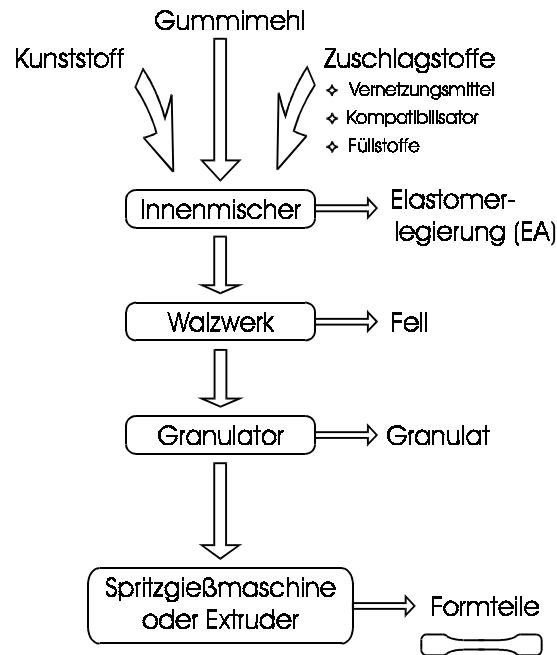 Gummimehl
Kunststoff
Zuschlagstoffe
Vernetzungsmittel
Kompatibilisator
Füllstoffe
Innenmischer
Elastomer-
legierung (EA)
Walzwerk
Fell
Granulator
Granulat
Spritzgießmaschine
oder Extruder
Formteile